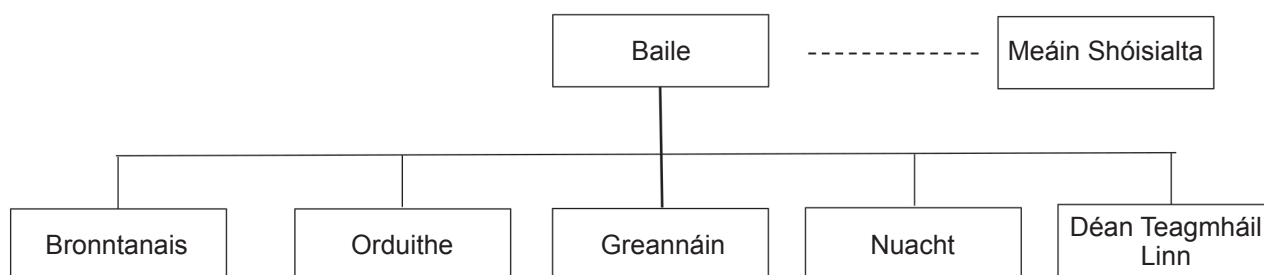 Baile
Meáin Shóisialta
Bronntanais
Orduithe
Greannáin
Nuacht
Déan Teagmháil
Linn